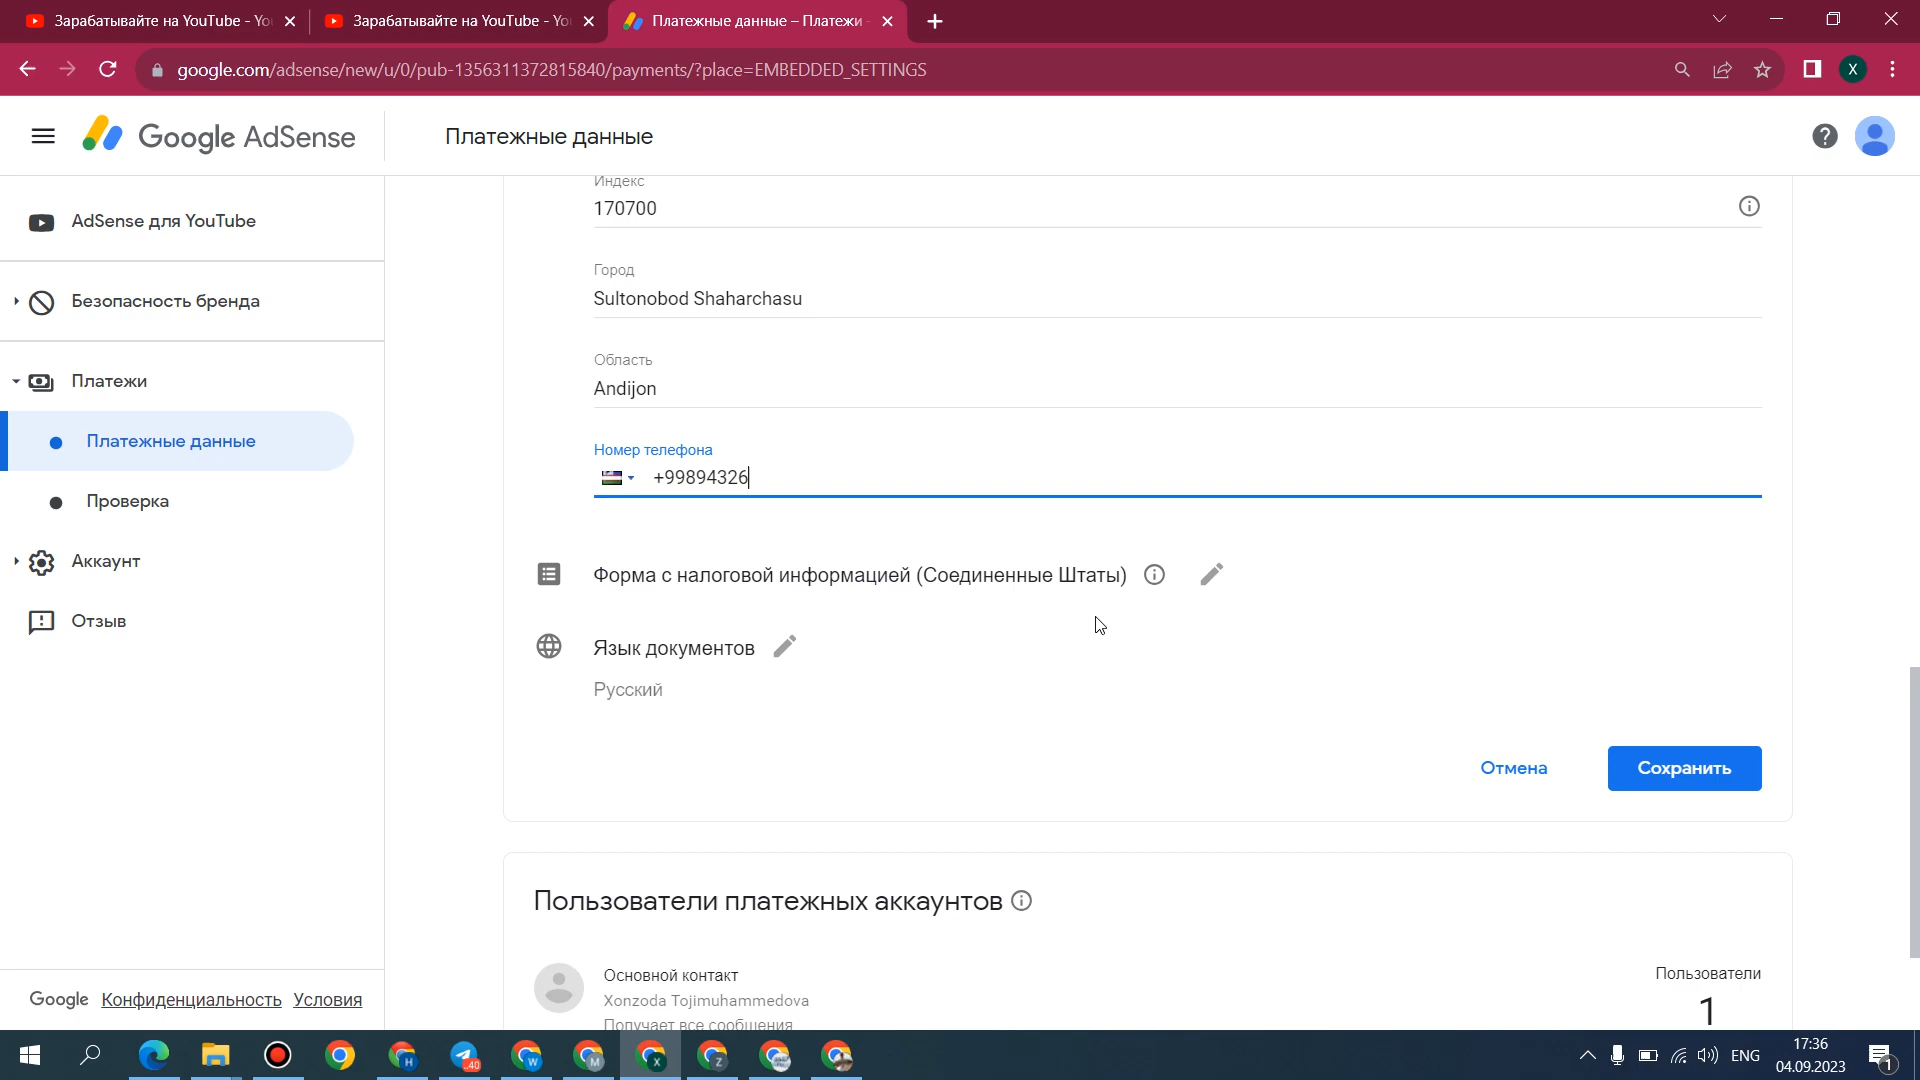 Зарабатывайте на YouTube - Yo
Зарабатывайте на YouTube - Yo
Платежные данные – Платежи -
google.com/adsense/new/u/0/pub-1356311372815840/payments/?place=EMBEDDED_SETTINGS
X
Google AdSense
Платежные данные
AdSense для YouTube
Безопасность бренда
Платежи
Платежные данные
Проверка
Аккаунт
Отзыв
Индекс
170700
Город
Sultonobod Shaharchasu
Область
Andijon
Номер телефона
+99894326
Форма с налоговой информацией (Соединенные Штаты)
Язык документов
Русский
Отмена
Сохранить
Пользователи платежных аккаунтов
Основной контакт
Xonzoda Tojimuhammedova
Получает все сообщения
Пользователи
1
Google Конфиденциальность Условия
H
40
W
M
X
Z
ENG
17:36
04.09.2023
1